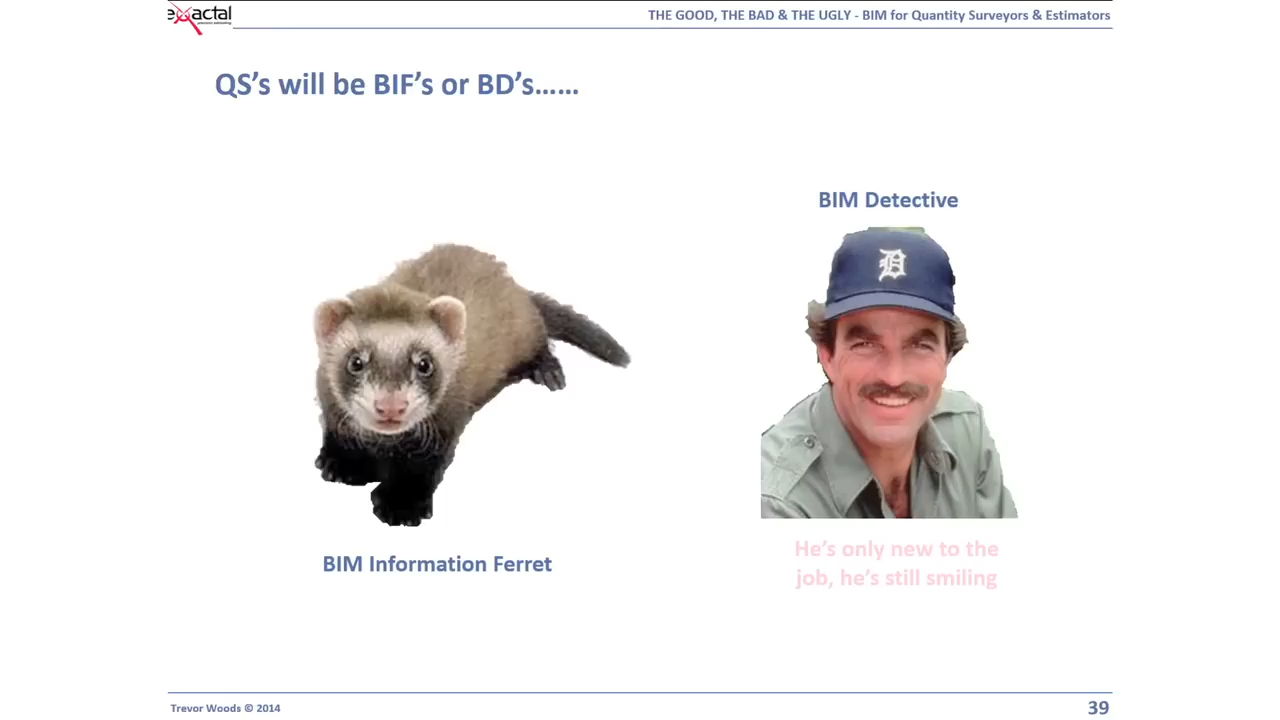 exactal
THE GOOD, THE BAD & THE UGLY - BIM for Quantity Surveyors & Estimators
QS’s will be BIF’s or BD’s……
BIM Detective
D
BIM Information Ferret
He’s only new to the
job, he’s still smiling
Trevor Woods © 2014
39